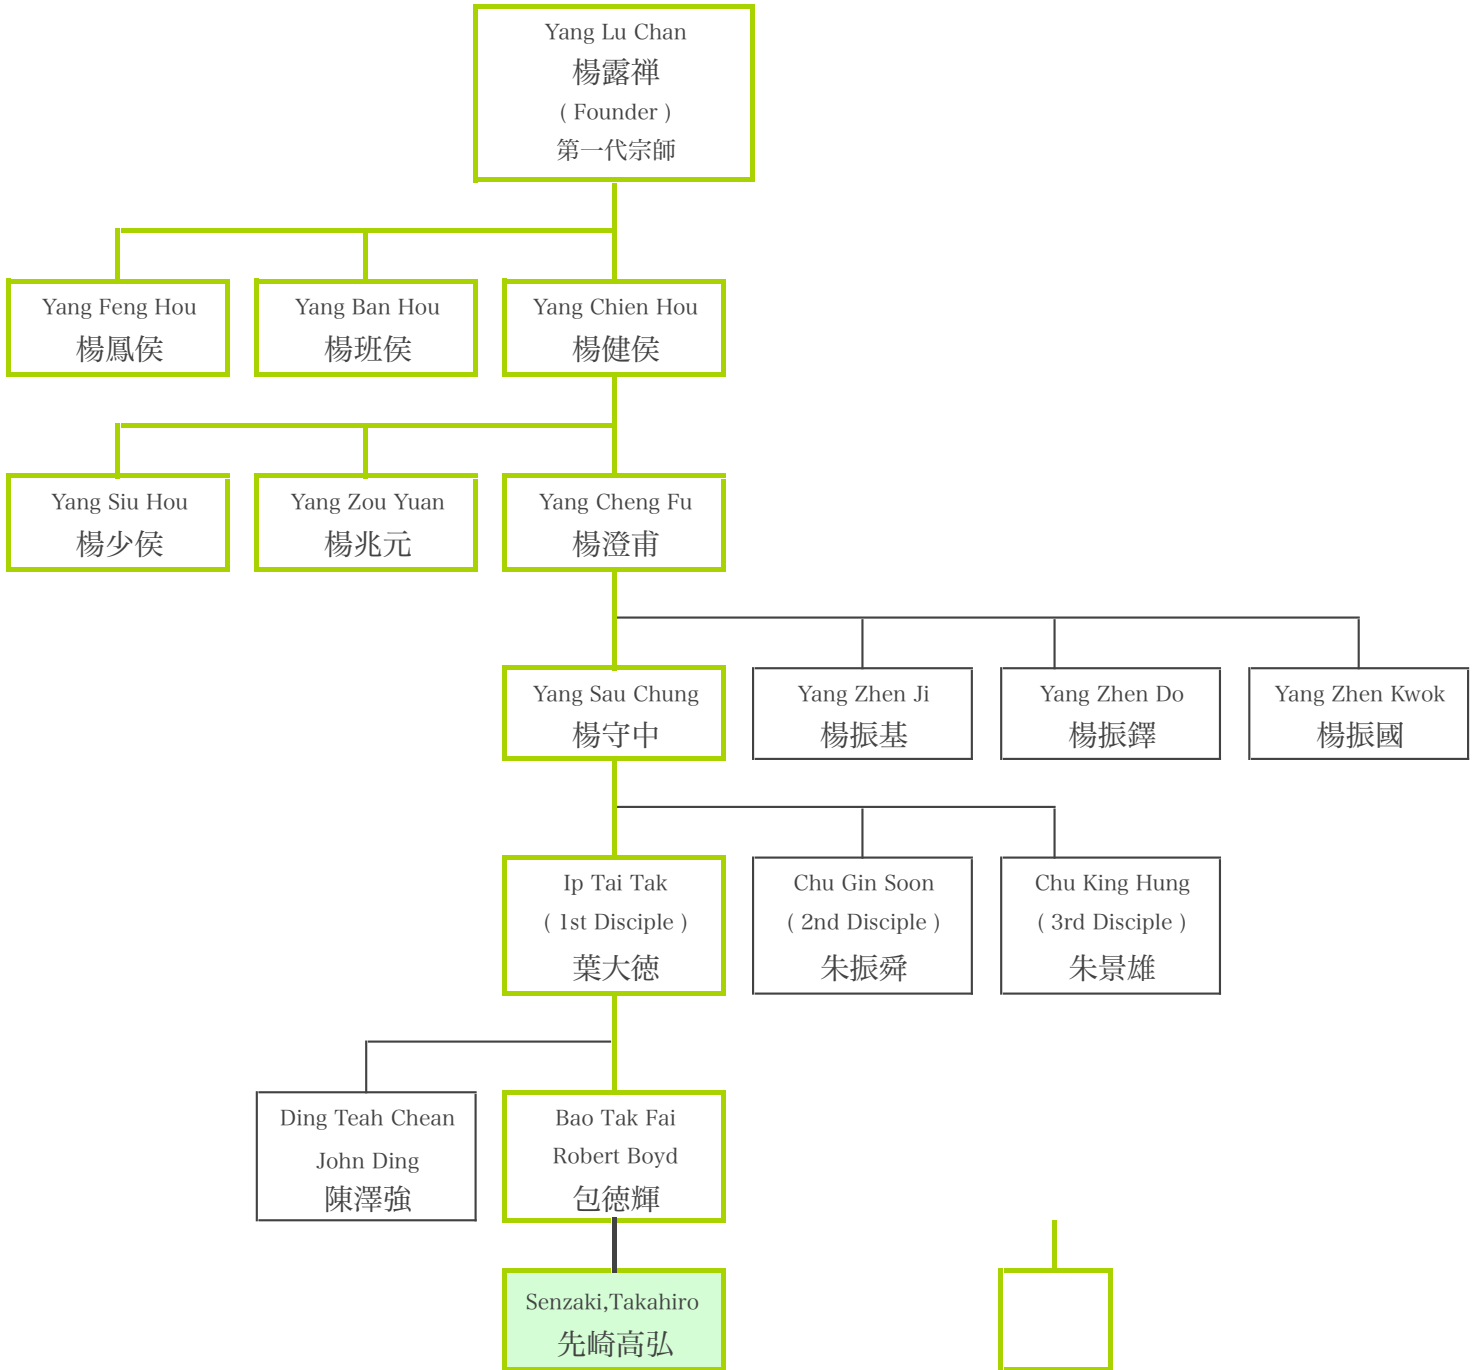 Yang Lu Chan
楊露禅
( Founder )
第一代宗師
Yang Feng Hou
楊鳳侯
Yang Ban Hou
楊班侯
Yang Chien Hou
楊健侯
Yang Siu Hou
楊少侯
Yang Zou Yuan
楊兆元
Yang Cheng Fu
楊澄甫
Yang Sau Chung
楊守中
Yang Zhen Ji
楊振基
Yang Zhen Do
楊振鐸
Yang Zhen Kwok
楊振國
Ip Tai Tak
( 1st Disciple )
葉大徳
Chu Gin Soon
( 2nd Disciple )
朱振舜
Chu King Hung
( 3rd Disciple )
朱景雄
Ding Teah Chean
John Ding
陳澤強
Bao Tak Fai
Robert Boyd
包徳輝
Senzaki,Takahiro
先崎高弘